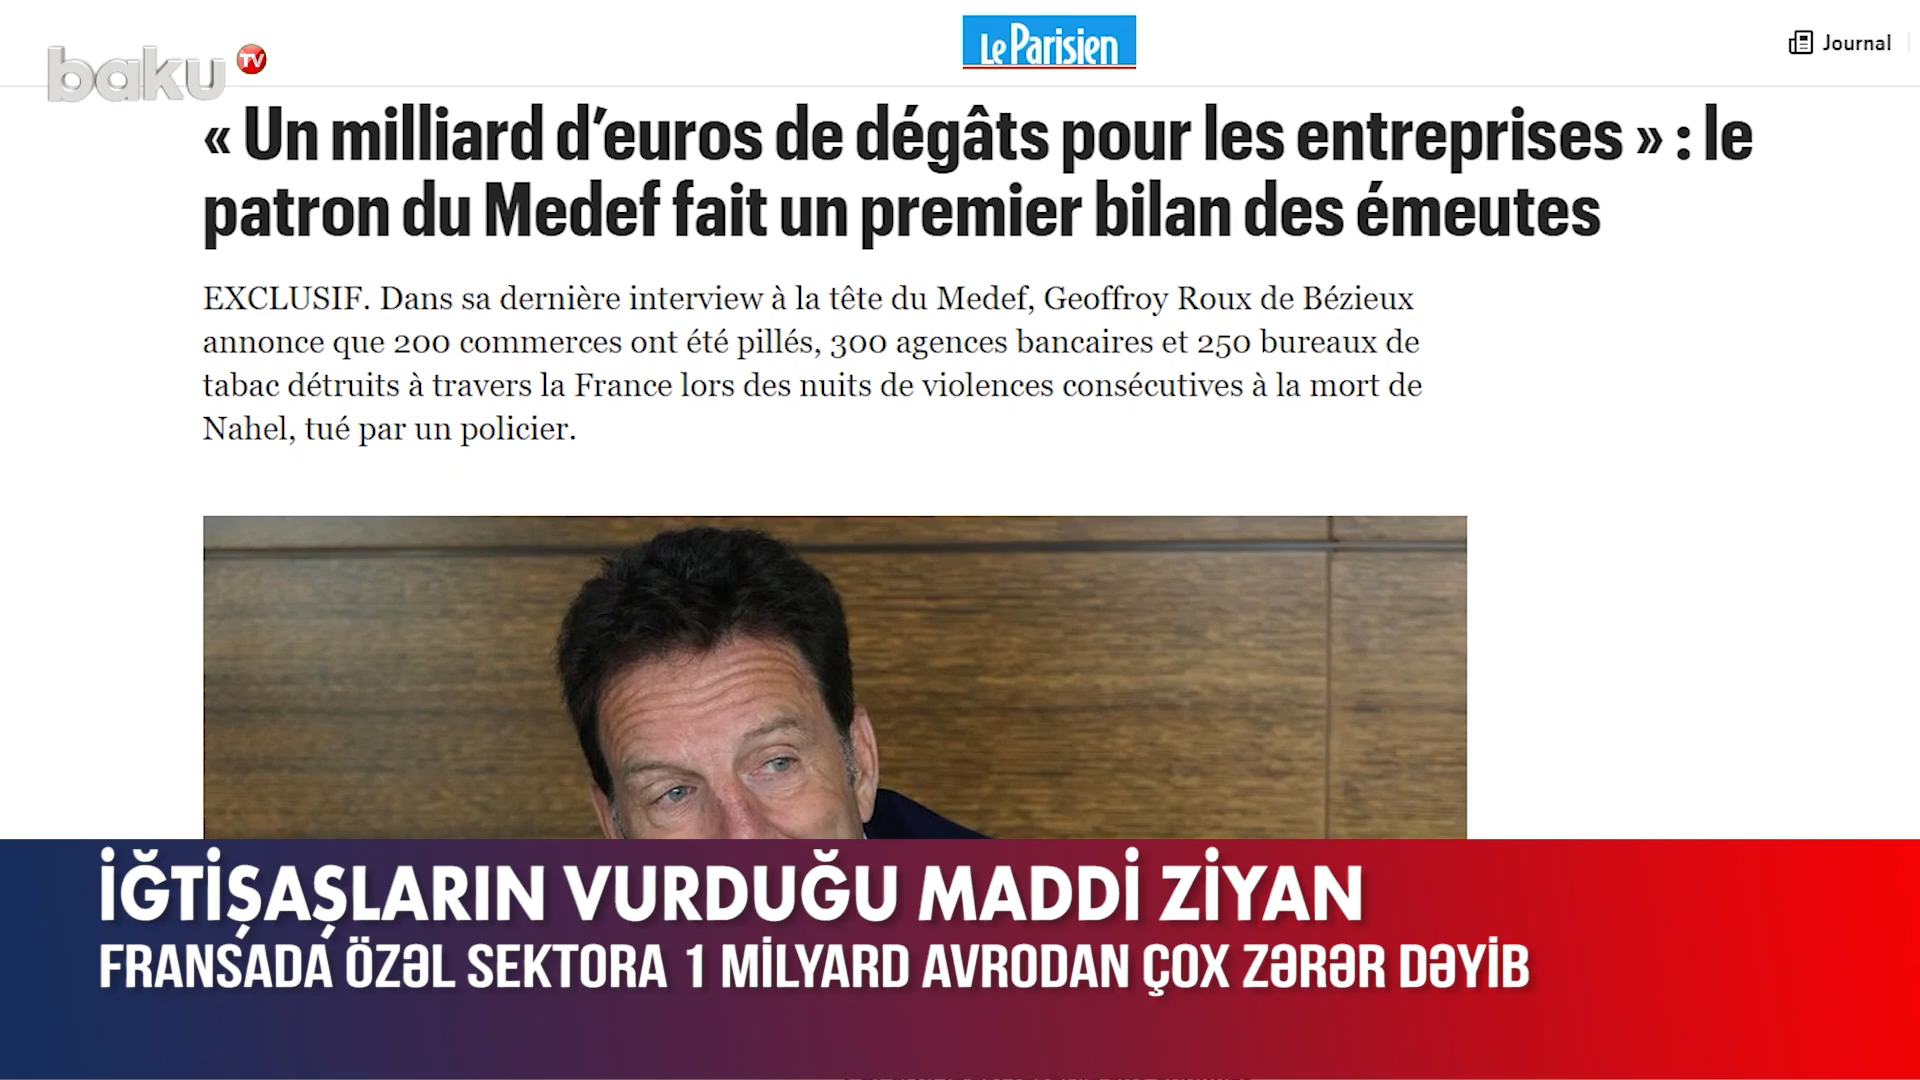 baku TV
Le Parisien
Journal
« Un milliard d’euros de dégâts pour les entreprises » : le
patron du Medef fait un premier bilan des émeutes
EXCLUSIF. Dans sa dernière interview à la tête du Medef, Geoffroy Roux de Bézieux
annonce que 200 commerces ont été pillés, 300 agences bancaires et 250 bureaux de
tabac détruits à travers la France lors des nuits de violences consécutives à la mort de
Nahel, tué par un policier.
İĞTİŞAŞLARIN VURDUĞU MADDİ ZİYAN
FRANSADA ÖZƏL SEKTORA 1 MİLYARD AVRODAN ÇOX ZƏRƏR DƏYİB